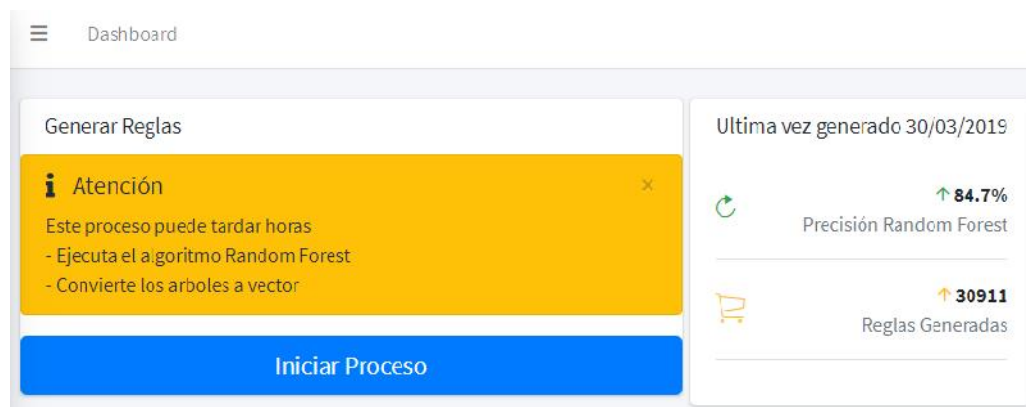 Dashboard
Generar Reglas
Atención
Este proceso puede tardar horas
- Ejecuta el algoritmo Random Forest
- Convierte los arboles a vector
Iniciar Proceso
Ultima vez generado 30/03/2019
84.7%
Precisión Random Forest
30911
Reglas Generadas